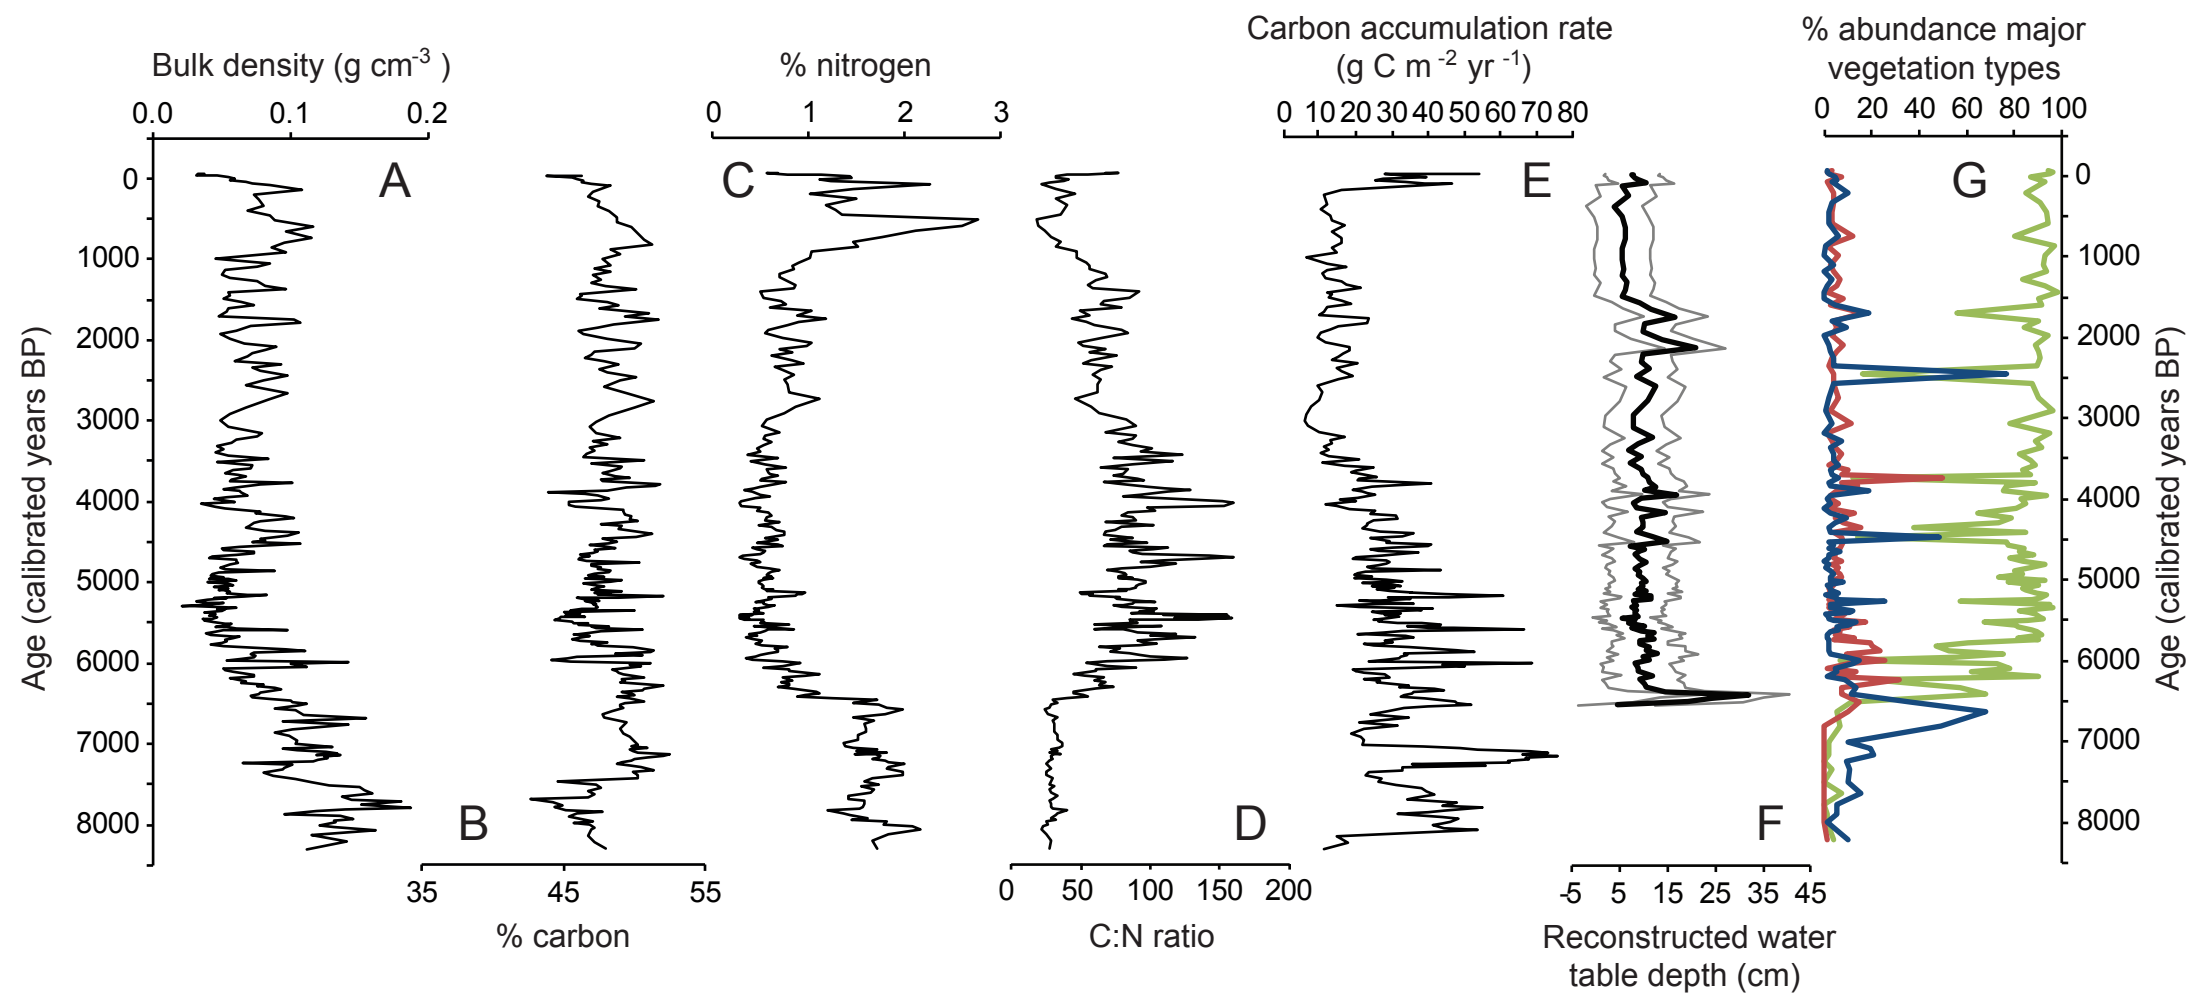 Carbon accumulation rate
(g C m⁻² yr ⁻¹)
% abundance major
vegetation types
Bulk density (g cm⁻³ )
% nitrogen
0.0 0.1 0.2
0 1 2 3
0 10 20 30 40 50 60 70 80
0 20 40 60 80 100
A
C
E
G
0
1000
2000
3000
4000
5000
6000
7000
8000
Age (calibrated years BP)
0
1000
2000
3000
4000
5000
6000
7000
8000
Age (calibrated years BP)
B
D
F
35 45 55
0 50 100 150 200
-5 5 15 25 35 45
% carbon
C:N ratio
Reconstructed water
table depth (cm)